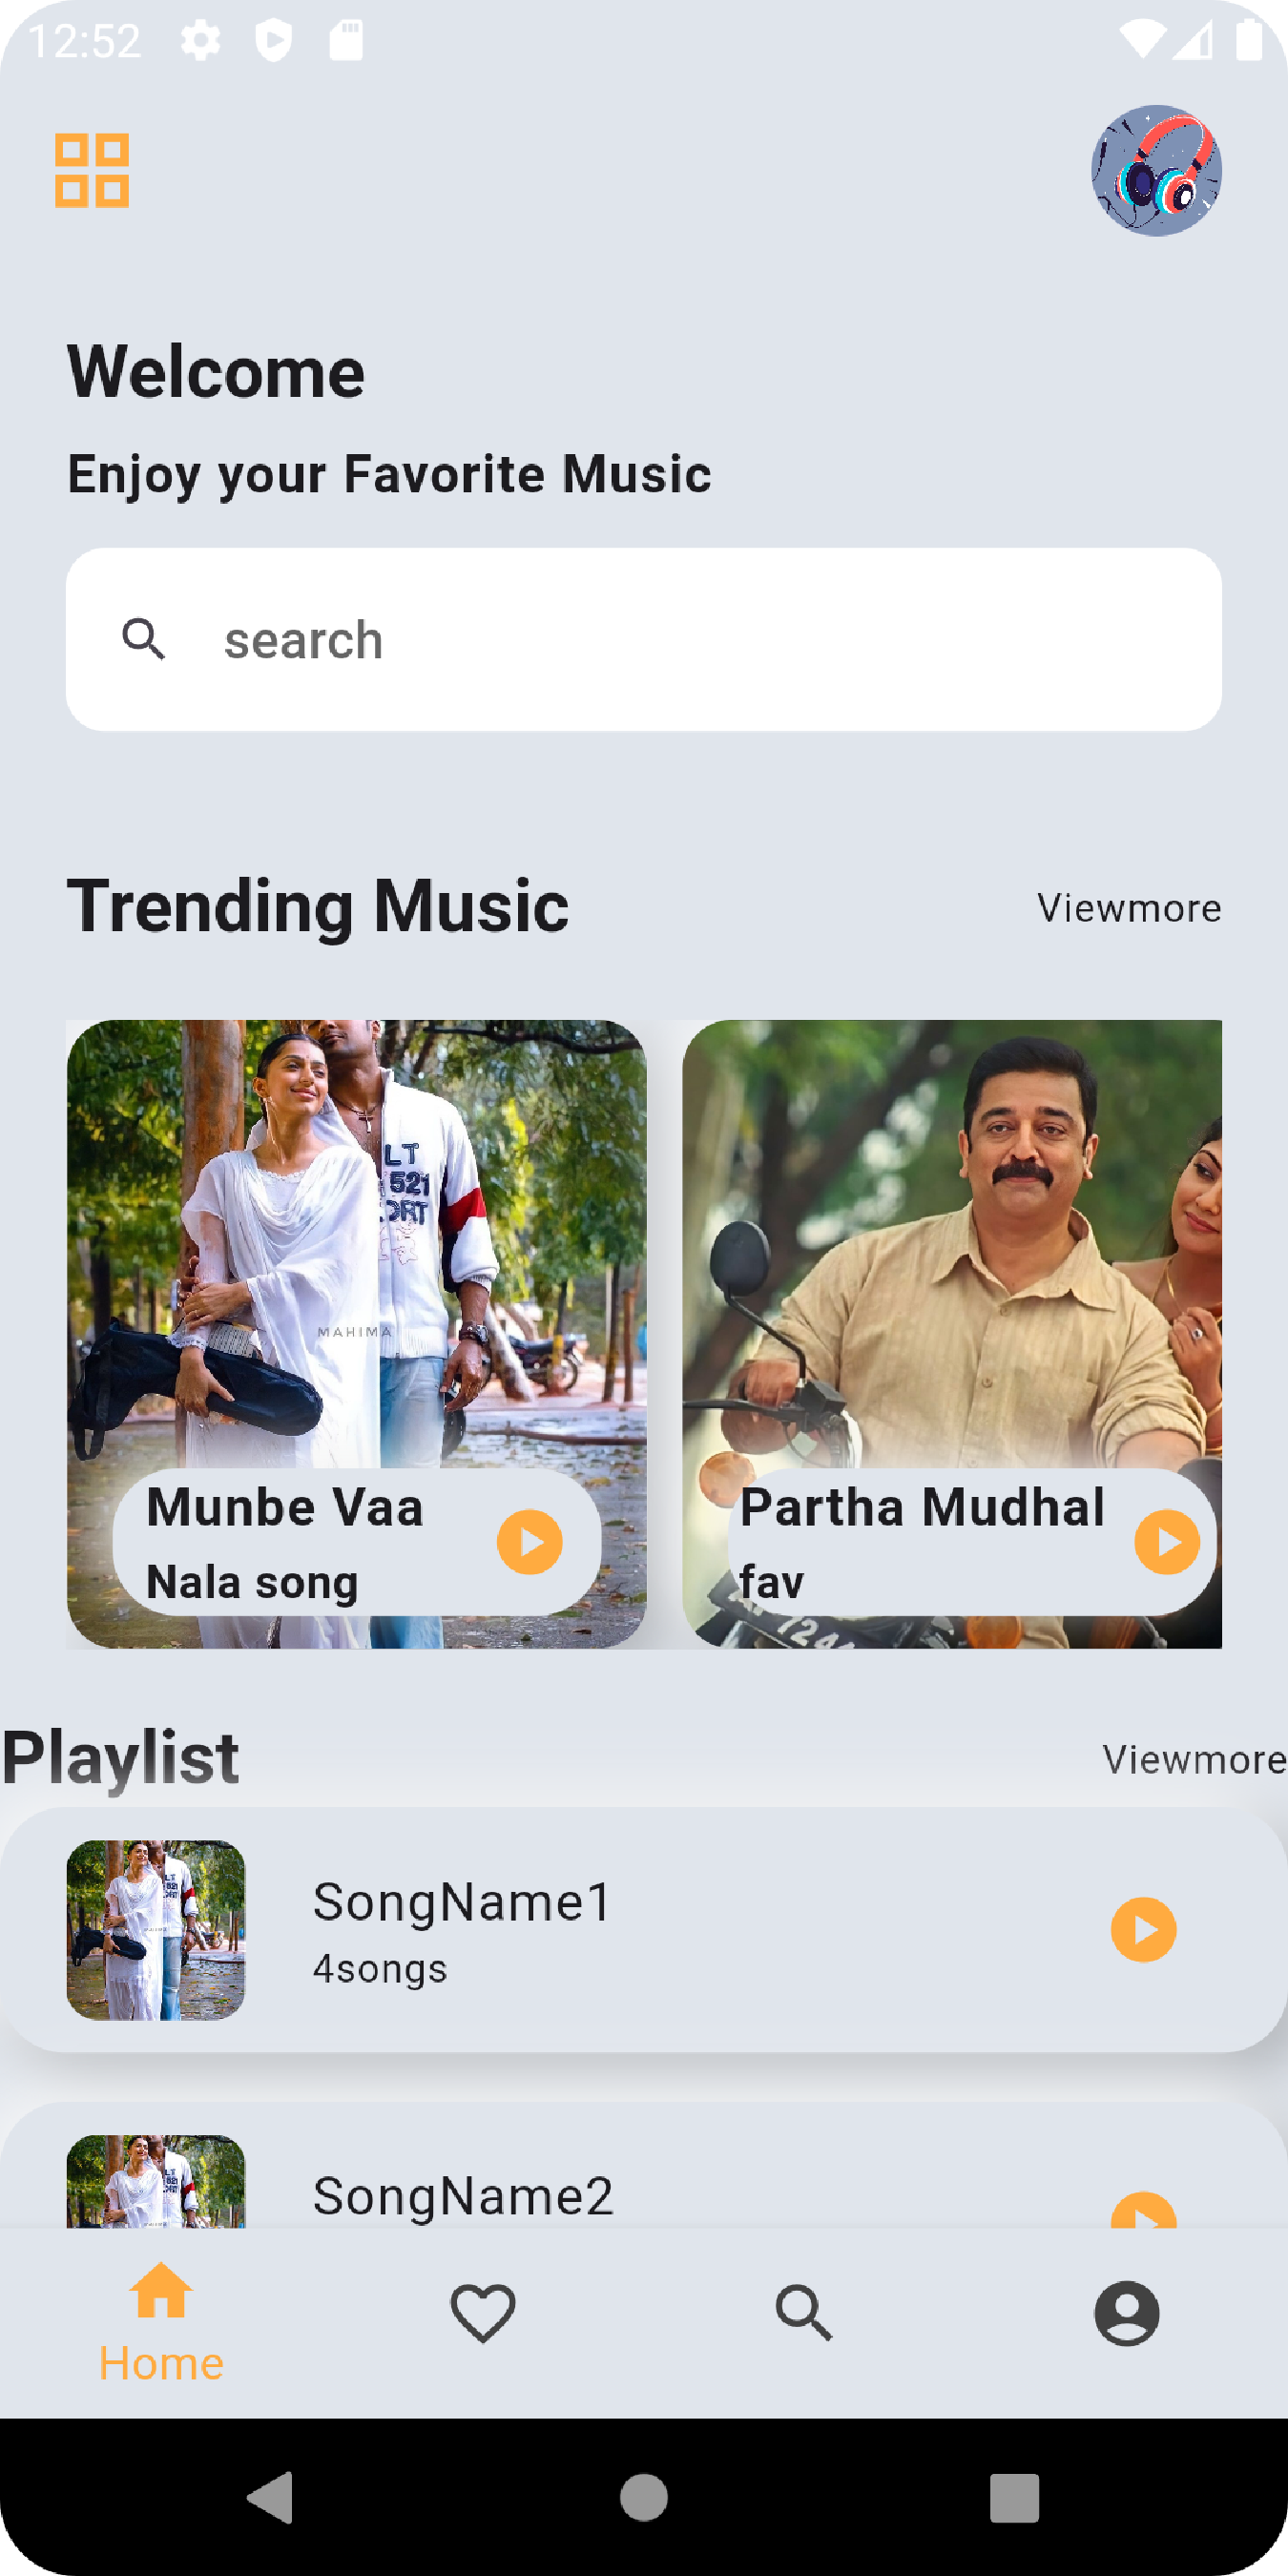 12:52
Welcome
Enjoy your Favorite Music
search
Trending Music
Viewmore
LT
521
ORT
MAHIMA
Munbe Vaa
Nala song
Partha Mudhal
fav
Playlist
Viewmore
SongName1
4songs
SongName2
Home